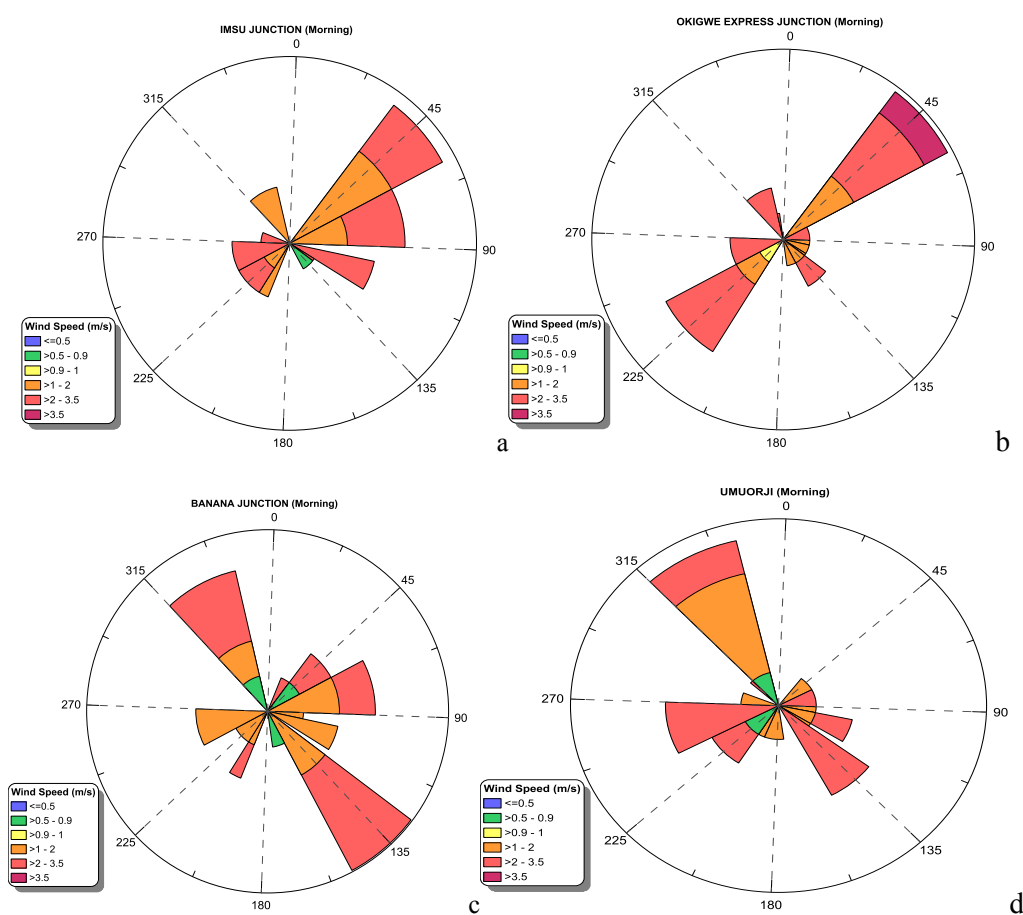 IMSU JUNCTION (Morning)
0
45
90
135
180
225
270
315
Wind Speed (m/s)
<=0.5
>0.5 - 0.9
>0.9 - 1
>1 - 2
>2 - 3.5
>3.5
a
OKIGWE EXPRESS JUNCTION (Morning)
0
45
90
135
180
225
270
315
Wind Speed (m/s)
<=0.5
>0.5 - 0.9
>0.9 - 1
>1 - 2
>2 - 3.5
>3.5
b
BANANA JUNCTION (Morning)
0
45
90
135
180
225
270
315
Wind Speed (m/s)
<=0.5
>0.5 - 0.9
>0.9 - 1
>1 - 2
>2 - 3.5
>3.5
c
UMUORJI (Morning)
0
45
90
135
180
225
270
315
Wind Speed (m/s)
<=0.5
>0.5 - 0.9
>0.9 - 1
>1 - 2
>2 - 3.5
>3.5
d